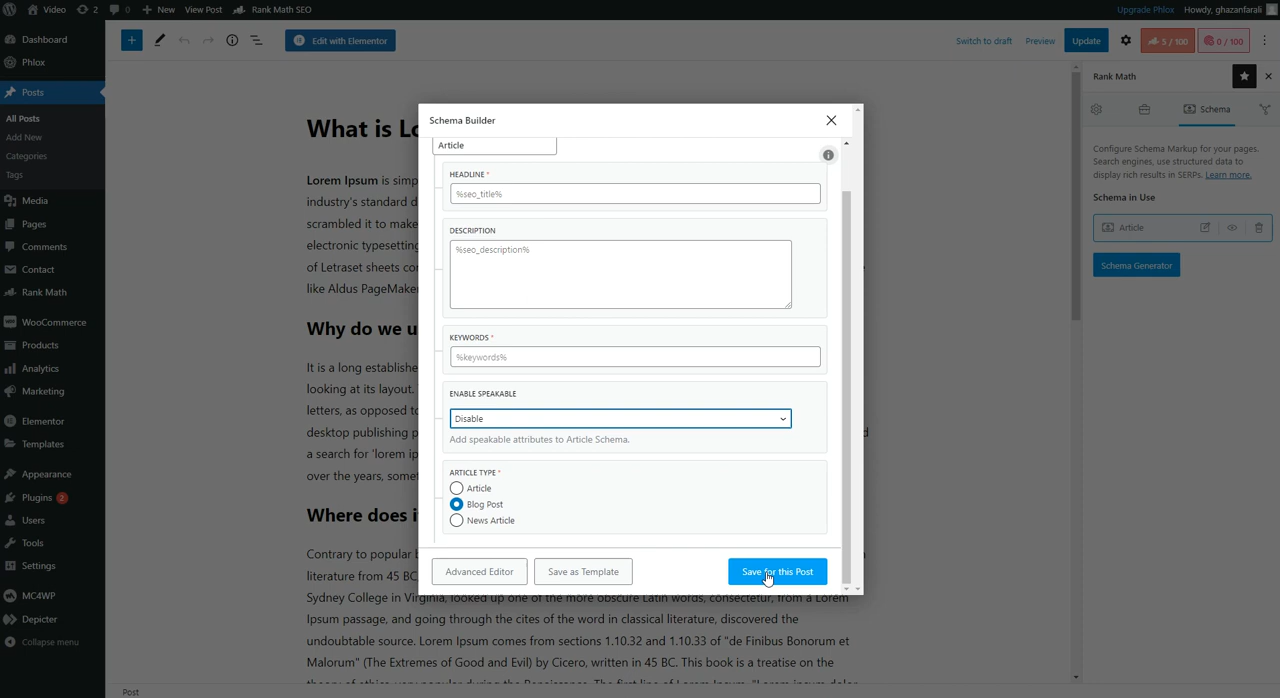 Video
2
0
New
View Post
Rank Math SEO
Upgrade Phlox
Howdy, ghazanfarali
Dashboard
Phlox
Posts
All Posts
Add New
Categories
Tags
Media
Pages
Comments
Contact
Rank Math
WooCommerce
Products
Analytics
Marketing
Elementor
Templates
Appearance
Plugins 2
Users
Tools
Settings
MC4WP
Depicter
Collapse menu
Edit with Elementor
Switch to draft
Preview
Update
5 / 100
0 / 100
What is Lo
Lorem Ipsum is simp
industry's standard d
scrambled it to make
electronic typesetting
of Letraset sheets co
like Aldus PageMaker
Why do we u
It is a long establishe
looking at its layout.
letters, as opposed to
desktop publishing p
a search for 'lorem ip
over the years, somet
Where does i
Contrary to popular
literature from 45 BC
Sydney College in Virginia, looked up one of the more obscure Latin words, consectetur, from a Lorem
Ipsum passage, and going through the cites of the word in classical literature, discovered the
undoubtable source. Lorem Ipsum comes from sections 1.10.32 and 1.10.33 of "de Finibus Bonorum et
Malorum" (The Extremes of Good and Evil) by Cicero, written in 45 BC. This book is a treatise on the
Post
Schema Builder
Article
HEADLINE *
%seo_title%
DESCRIPTION
%seo_description%
KEYWORDS *
%keywords%
ENABLE SPEAKABLE
Disable
Add speakable attributes to Article Schema.
ARTICLE TYPE *
Article
Blog Post
News Article
Advanced Editor
Save as Template
Save for this Post
Rank Math
Schema
Configure Schema Markup for your pages.
Search engines, use structured data to
display rich results in SERPs. Learn more.
Schema in Use
Article
Schema Generator